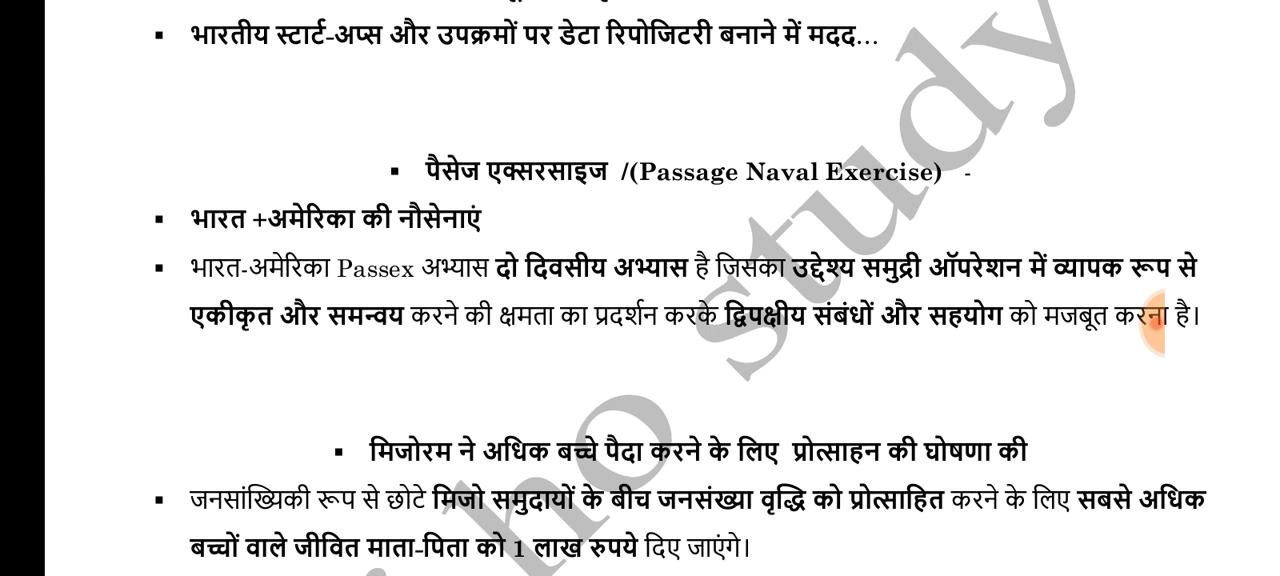 ▪ भारतीय स्टार्ट-अप्स और उपक्रमों पर डेटा रिपोजिटरी बनाने में मदद...
▪ पैसेज एक्सरसाइज /(Passage Naval Exercise) -
▪ भारत +अमेरिका की नौसेनाएं
▪ भारत-अमेरिका Passex अभ्यास दो दिवसीय अभ्यास है जिसका उद्देश्य समुद्री ऑपरेशन में व्यापक रूप से
एकीकृत और समन्वय करने की क्षमता का प्रदर्शन करके द्विपक्षीय संबंधों और सहयोग को मजबूत करना है।
▪ मिजोरम ने अधिक बच्चे पैदा करने के लिए प्रोत्साहन की घोषणा की
▪ जनसांख्यिकी रूप से छोटे मिजो समुदायों के बीच जनसंख्या वृद्धि को प्रोत्साहित करने के लिए सबसे अधिक
बच्चों वाले जीवित माता-पिता को 1 लाख रुपये दिए जाएंगे।
ho study